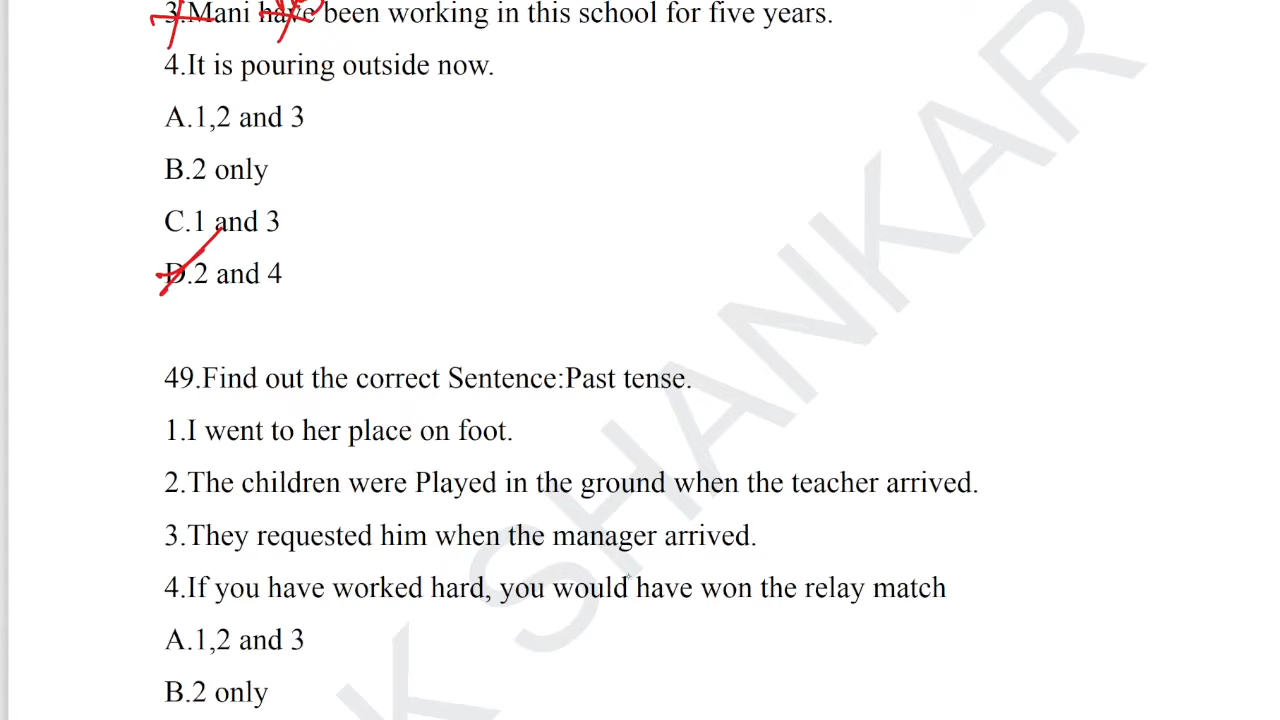 3.Mani have been working in this school for five years.
4.It is pouring outside now.
A.1,2 and 3
B.2 only
C.1 and 3
D.2 and 4
49.Find out the correct Sentence:Past tense.
1.I went to her place on foot.
2.The children were Played in the ground when the teacher arrived.
3.They requested him when the manager arrived.
4.If you have worked hard, you would have won the relay match
A.1,2 and 3
B.2 only
K SHANKAR